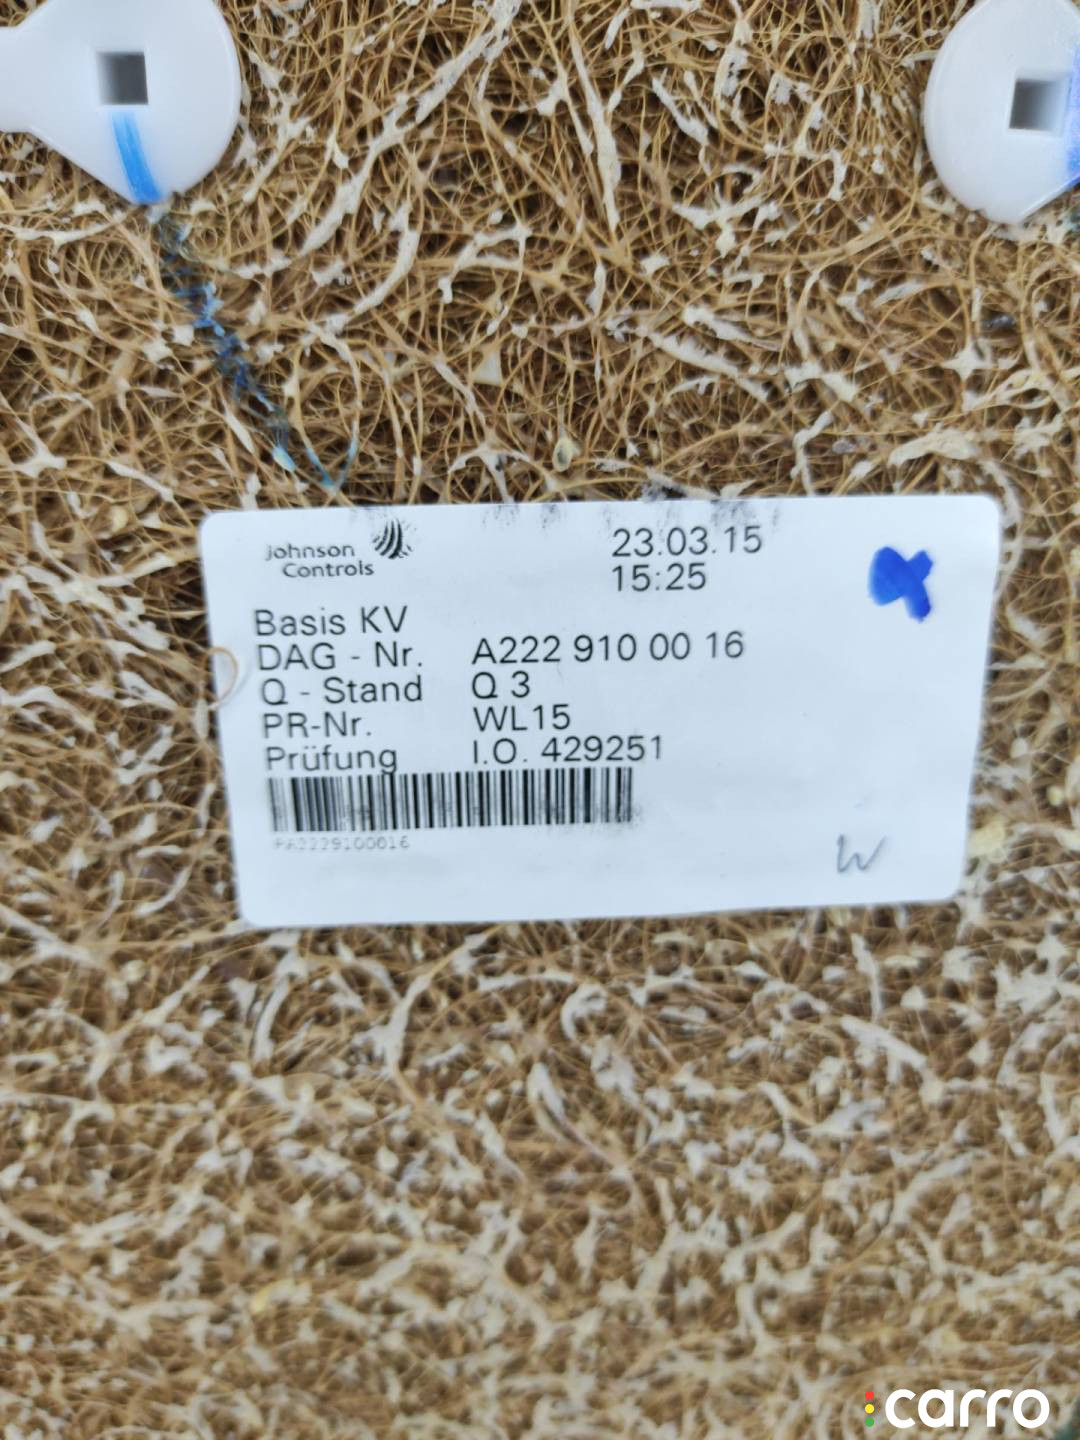 Johnson
Controls
23.03.15
15:25
Basis KV
DAG - Nr. A222 910 00 16
Q - Stand Q 3
PR-Nr. WL15
Prüfung I.O. 429251
PA2229100016
W
carro